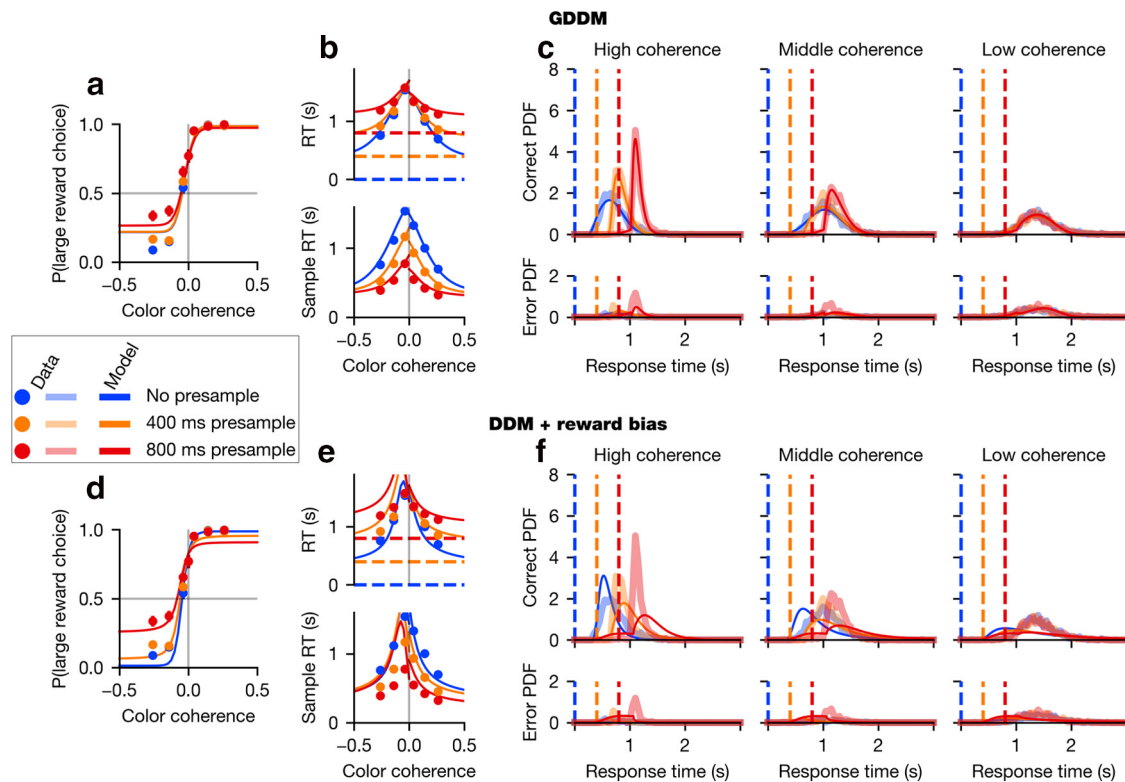 GDDM
a
b
c
High coherence
Middle coherence
Low coherence
P(large reward choice)
1.0
0.5
0.0
−0.5
0.0
0.5
Color coherence
RT (s)
1
0
Sample RT (s)
1
0
−0.5
0.0
0.5
Color coherence
Correct PDF
8
6
4
2
0
Error PDF
2
0
1
2
Response time (s)
1
2
Response time (s)
1
2
Response time (s)
Data
Model
No presample
400 ms presample
800 ms presample
DDM + reward bias
d
e
f
High coherence
Middle coherence
Low coherence
P(large reward choice)
1.0
0.5
0.0
−0.5
0.0
0.5
Color coherence
RT (s)
1
0
Sample RT (s)
1
0
−0.5
0.0
0.5
Color coherence
Correct PDF
8
6
4
2
0
Error PDF
2
0
1
2
Response time (s)
1
2
Response time (s)
1
2
Response time (s)